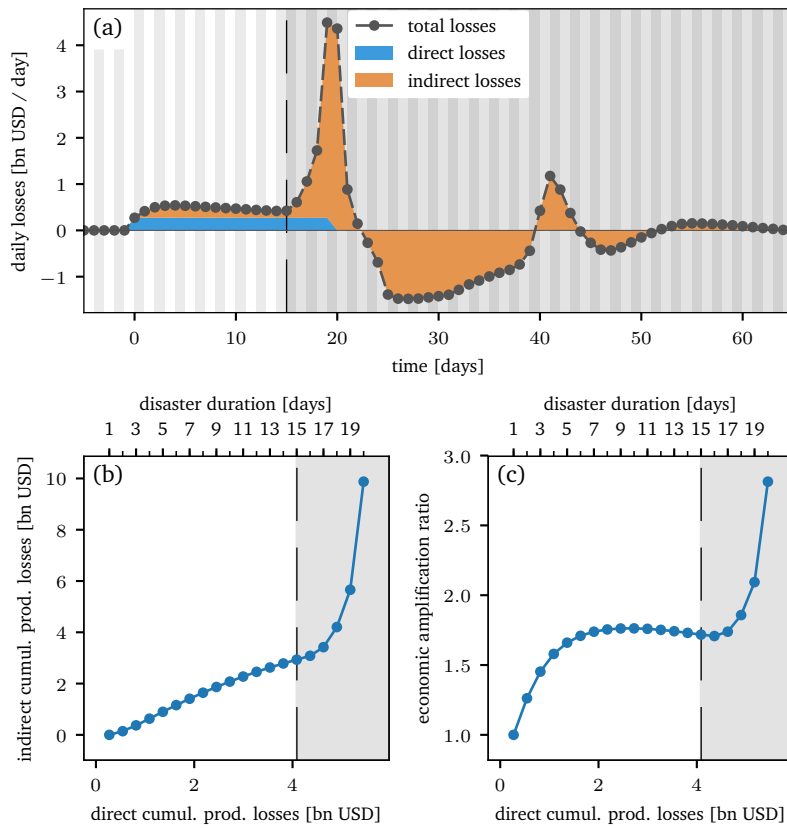 (a)
total losses
direct losses
indirect losses
daily losses [bn USD / day]
4
3
2
1
0
−1
0
10
20
30
40
50
60
time [days]
disaster duration [days]
1 3 5 7 9 11 13 15 17 19
(b)
indirect cumul. prod. losses [bn USD]
10
8
6
4
2
0
0 2 4
direct cumul. prod. losses [bn USD]
disaster duration [days]
1 3 5 7 9 11 13 15 17 19
(c)
economic amplification ratio
3.0
2.5
2.0
1.5
1.0
0 2 4
direct cumul. prod. losses [bn USD]